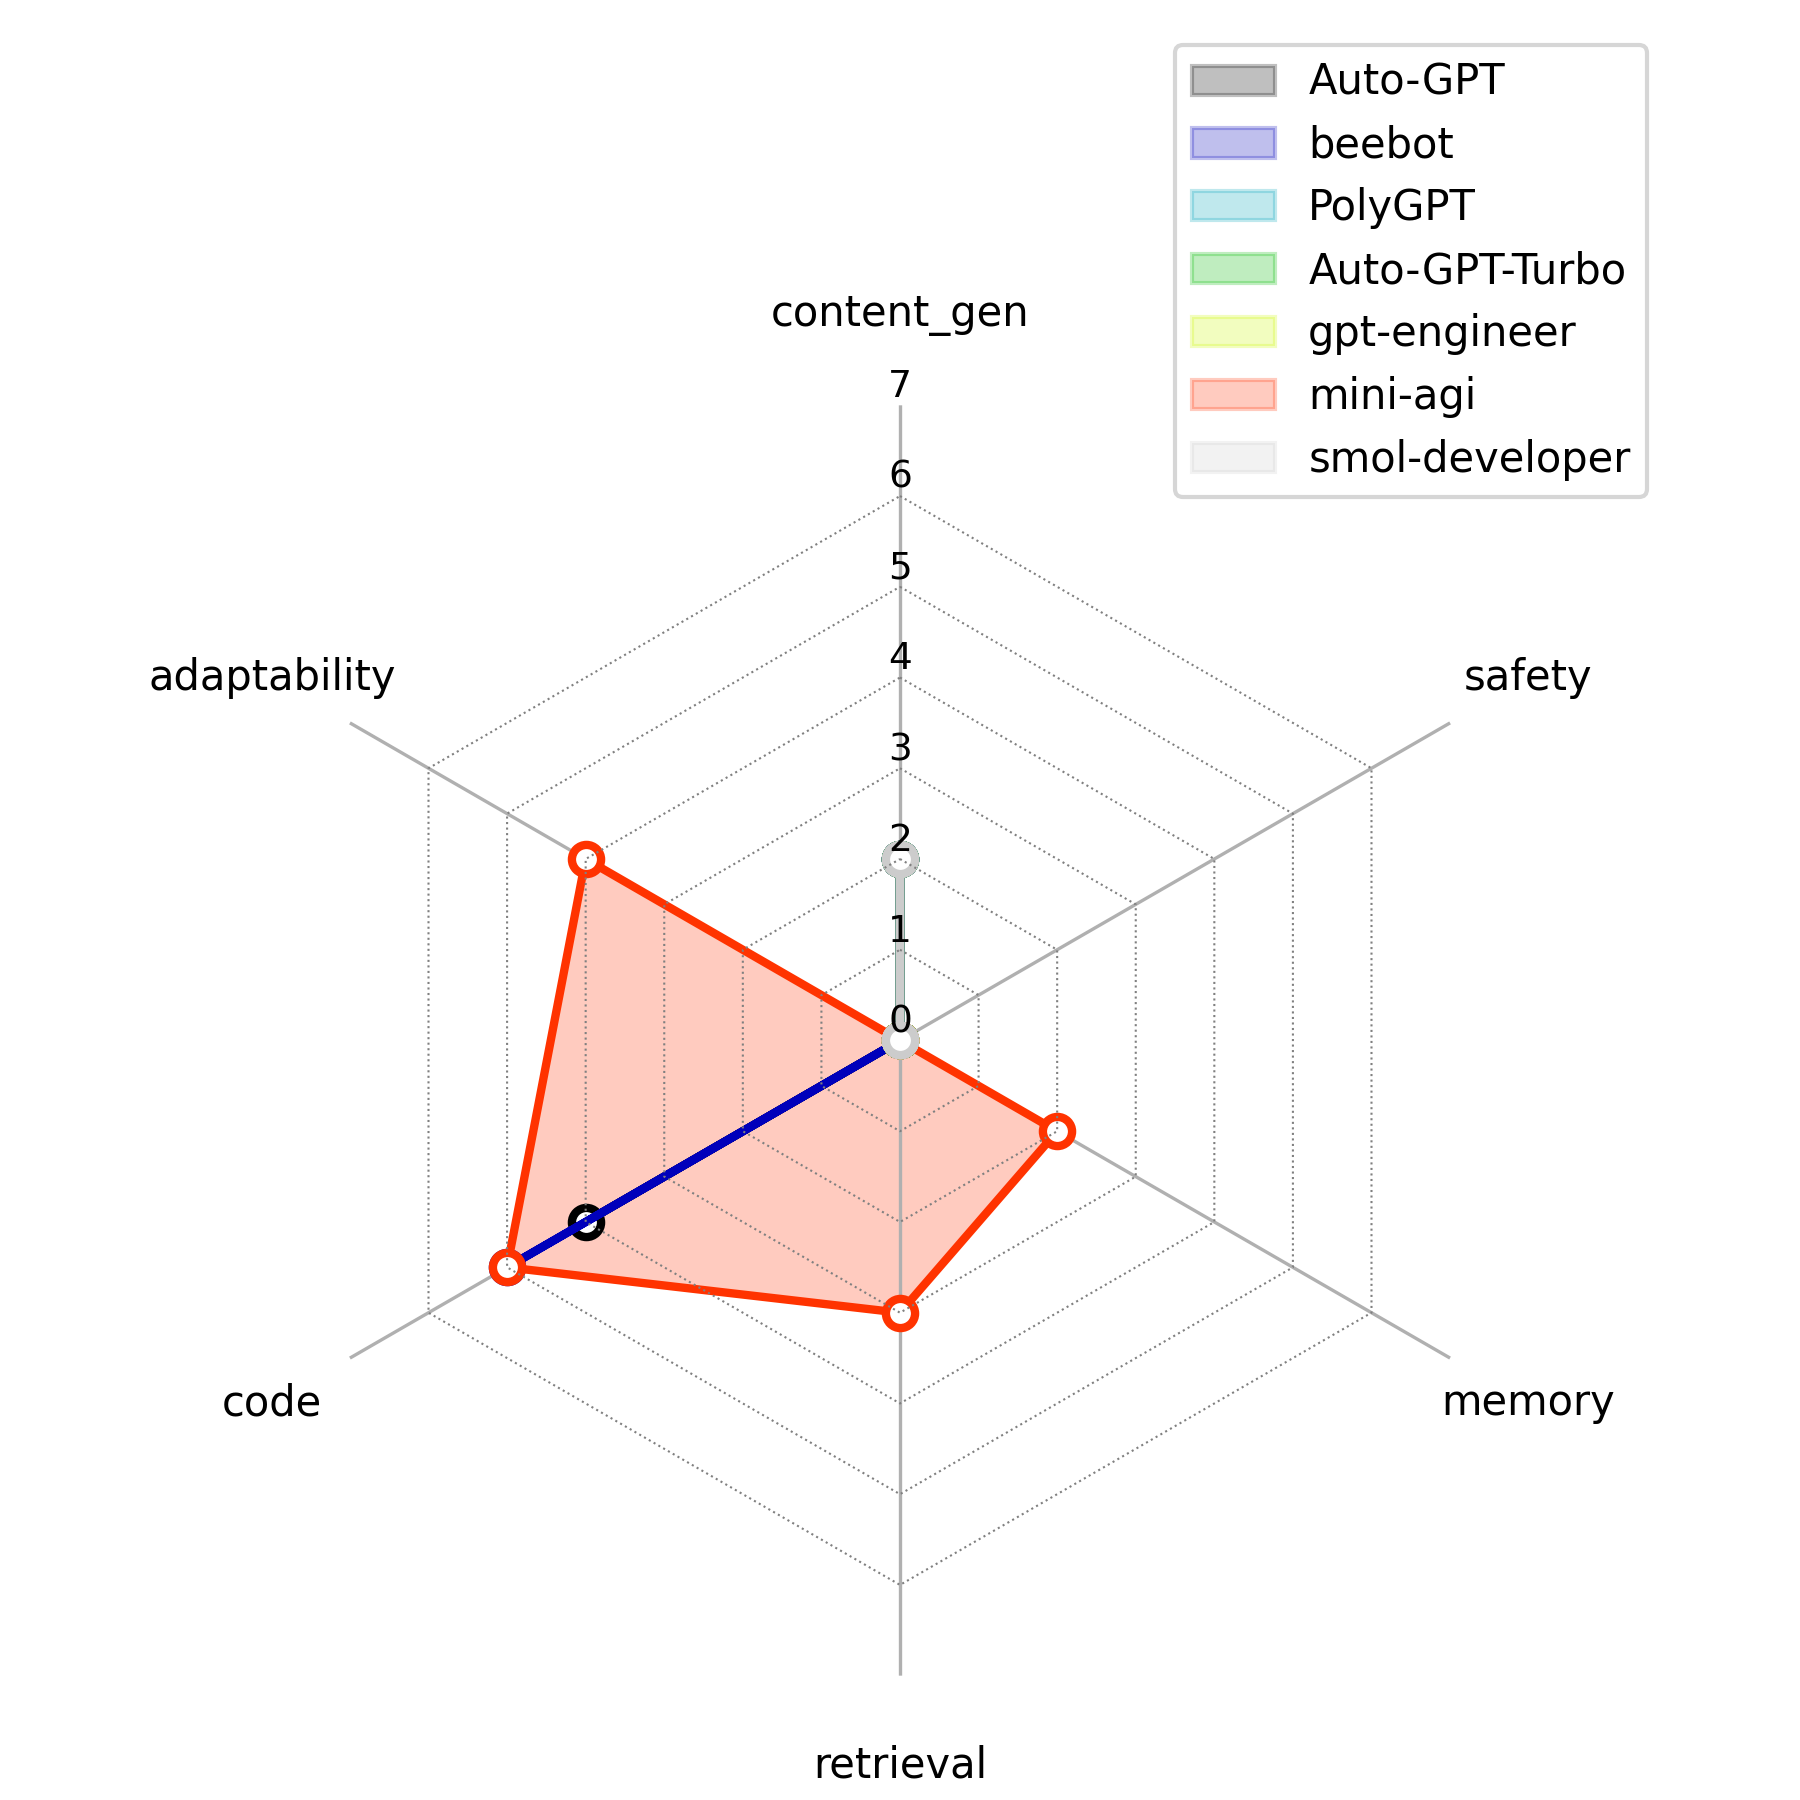 Auto-GPT
beebot
PolyGPT
Auto-GPT-Turbo
gpt-engineer
mini-agi
smol-developer
content_gen
7
6
5
4
3
2
1
0
adaptability
safety
code
memory
retrieval